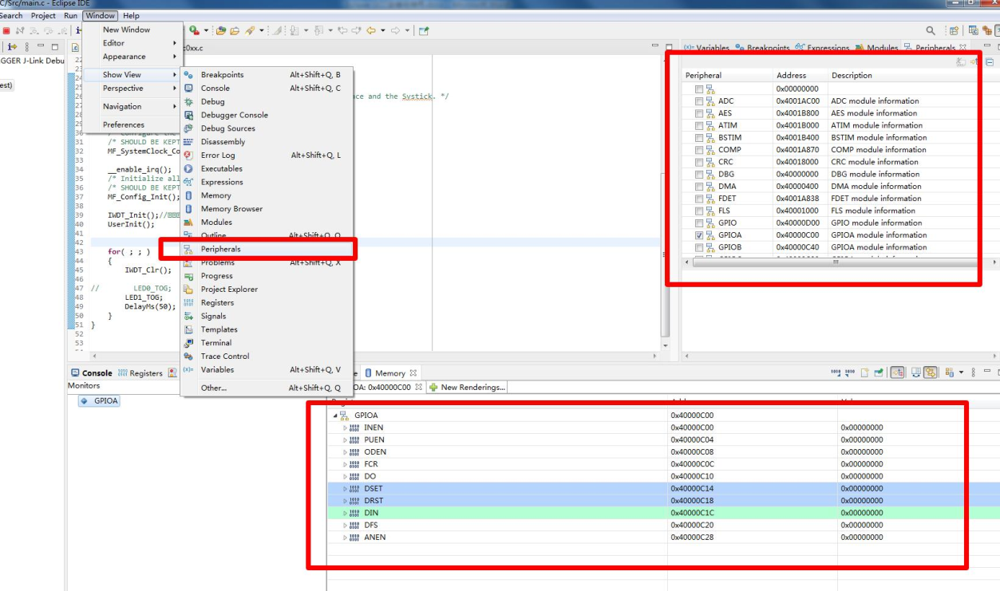 C/Src/main.c - Eclipse IDE
Search Project Run Window Help
New Window
Editor
Appearance
Show View
Perspective
Navigation
Preferences
GGER J-Link Debu
est)
0xx.c
Breakpoints Alt+Shift+Q, B
Console Alt+Shift+Q, C
Debug
Debugger Console
Debug Sources
Disassembly
Error Log Alt+Shift+Q, L
Executables
Expressions
Memory
Memory Browser
Modules
Outline Alt+Shift+Q, O
Peripherals
Problems Alt+Shift+Q, X
Progress
Project Explorer
Registers
Signals
Templates
Terminal
Trace Control
Variables Alt+Shift+Q, V
Other... Alt+Shift+Q, Q
ace and the Systick. */
30 /* Configure the
31 /* SHOULD BE KEPT
32 MF_SystemClock_Co
33
34 __enable_irq();
35 /* Initialize all
36 /* SHOULD BE KEPT
37 MF_Config_Init();
38
39 IWDT_Init();//
40 UserInit();
41
42
43 for( ; ; )
44 {
45 IWDT_Clr();
46
47 // LED0_TOG;
48 LED1_TOG;
49 DelayMs(50);
50 }
51 }
52
53
Variables Breakpoints Expressions Modules Peripherals
Peripheral Address Description
0x00000000
ADC 0x4001AC00 ADC module information
AES 0x4001B800 AES module information
ATIM 0x4001B000 ATIM module information
BSTIM 0x4001B400 BSTIM module information
COMP 0x4001A870 COMP module information
CRC 0x40018000 CRC module information
DBG 0x40000000 DBG module information
DMA 0x40000400 DMA module information
FDET 0x4001A838 FDET module information
FLS 0x40001000 FLS module information
GPIO 0x40000D00 GPIO module information
GPIOA 0x40000C00 GPIOA module information
GPIOB 0x40000C40 GPIOB module information
Console Registers
Memory
Monitors
GPIOA
OA: 0x40000C00 New Renderings...
GPIOA 0x40000C00
INEN 0x40000C00 0x00000000
PUEN 0x40000C04 0x00000000
ODEN 0x40000C08 0x00000000
FCR 0x40000C0C 0x00000000
DO 0x40000C10 0x00000000
DSET 0x40000C14 0x00000000
DRST 0x40000C18 0x00000000
DIN 0x40000C1C 0x00000000
DFS 0x40000C20 0x00000000
ANEN 0x40000C28 0x00000000